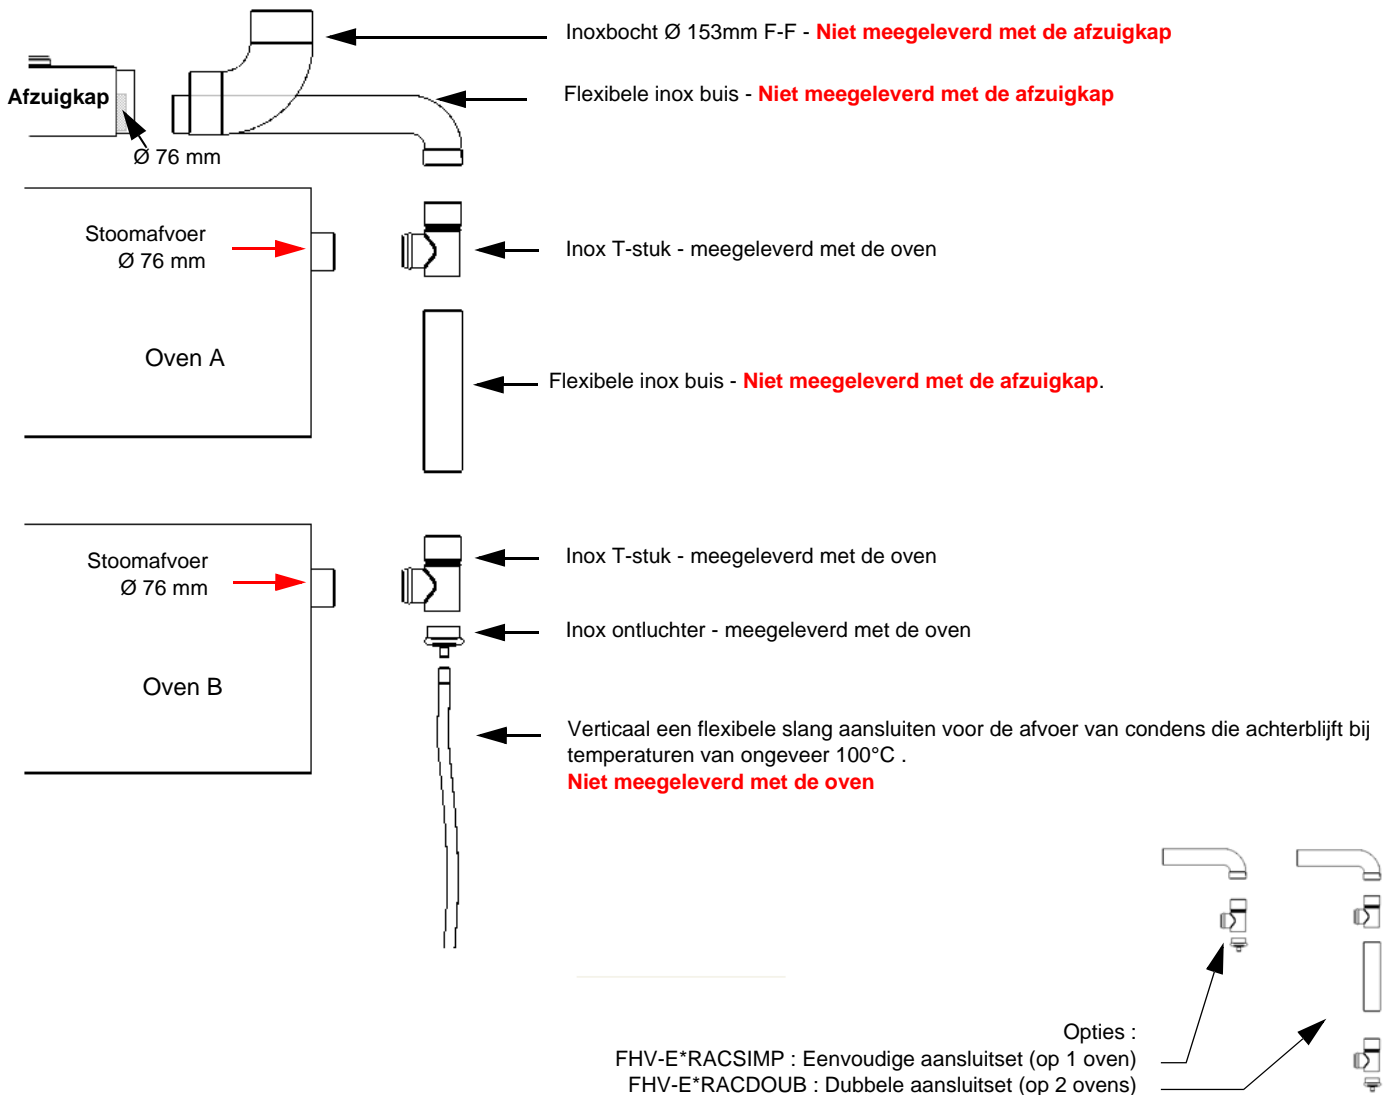 Inoxbocht Ø 153mm F-F - Niet meegeleverd met de afzuigkap
Flexibele inox buis - Niet meegeleverd met de afzuigkap
Afzuigkap
Ø 76 mm
Stoomafvoer
Ø 76 mm
Inox T-stuk - meegeleverd met de oven
Oven A
Flexibele inox buis - Niet meegeleverd met de afzuigkap.
Stoomafvoer
Ø 76 mm
Inox T-stuk - meegeleverd met de oven
Inox ontluchter - meegeleverd met de oven
Oven B
Verticaal een flexibele slang aansluiten voor de afvoer van condens die achterblijft bij
temperaturen van ongeveer 100°C .
Niet meegeleverd met de oven
Opties :
FHV-E*RACSIMP : Eenvoudige aansluitset (op 1 oven)
FHV-E*RACDOUB : Dubbele aansluitset (op 2 ovens)